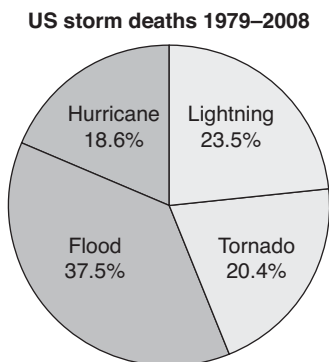 US storm deaths 1979–2008
Hurricane
18.6%
Lightning
23.5%
Flood
37.5%
Tornado
20.4%